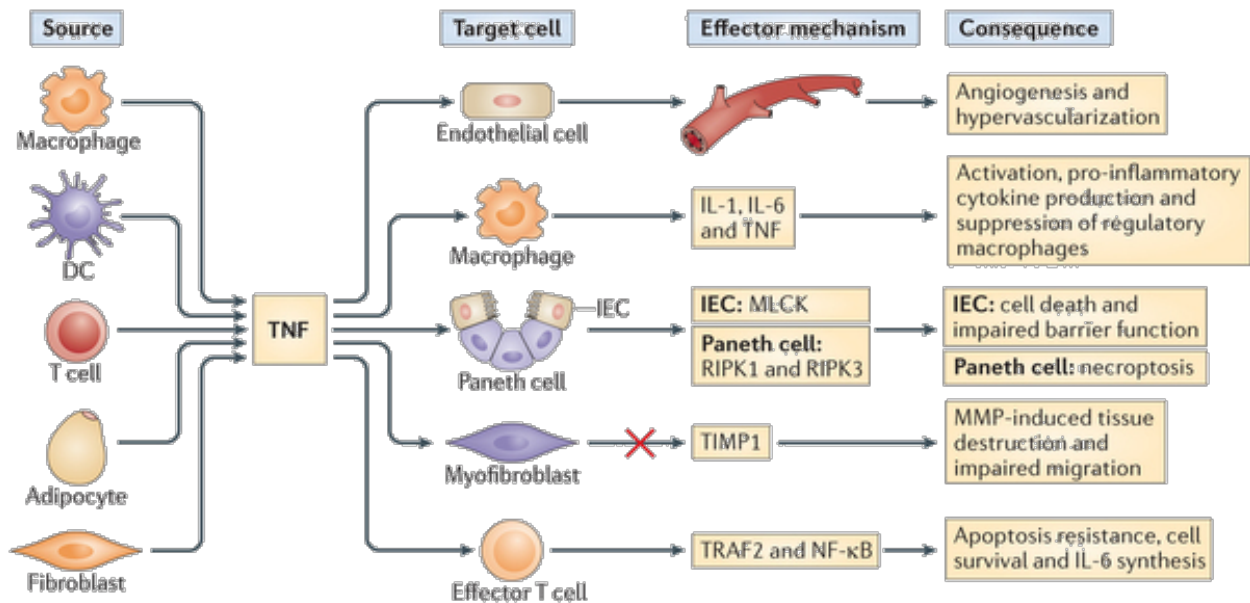 Source
Target cell
Effector mechanism
Consequence
Macrophage
DC
T cell
Adipocyte
Fibroblast
TNF
Endothelial cell
Angiogenesis and
hypervascularization
Macrophage
IL-1, IL-6
and TNF
Activation, pro-inflammatory
cytokine production and
suppression of regulatory
macrophages
IEC
Paneth cell
IEC: MLCK
Paneth cell:
RIPK1 and RIPK3
IEC: cell death and
impaired barrier function
Paneth cell: necroptosis
Myofibroblast
TIMP1
MMP-induced tissue
destruction and
impaired migration
Effector T cell
TRAF2 and NF-κB
Apoptosis resistance, cell
survival and IL-6 synthesis